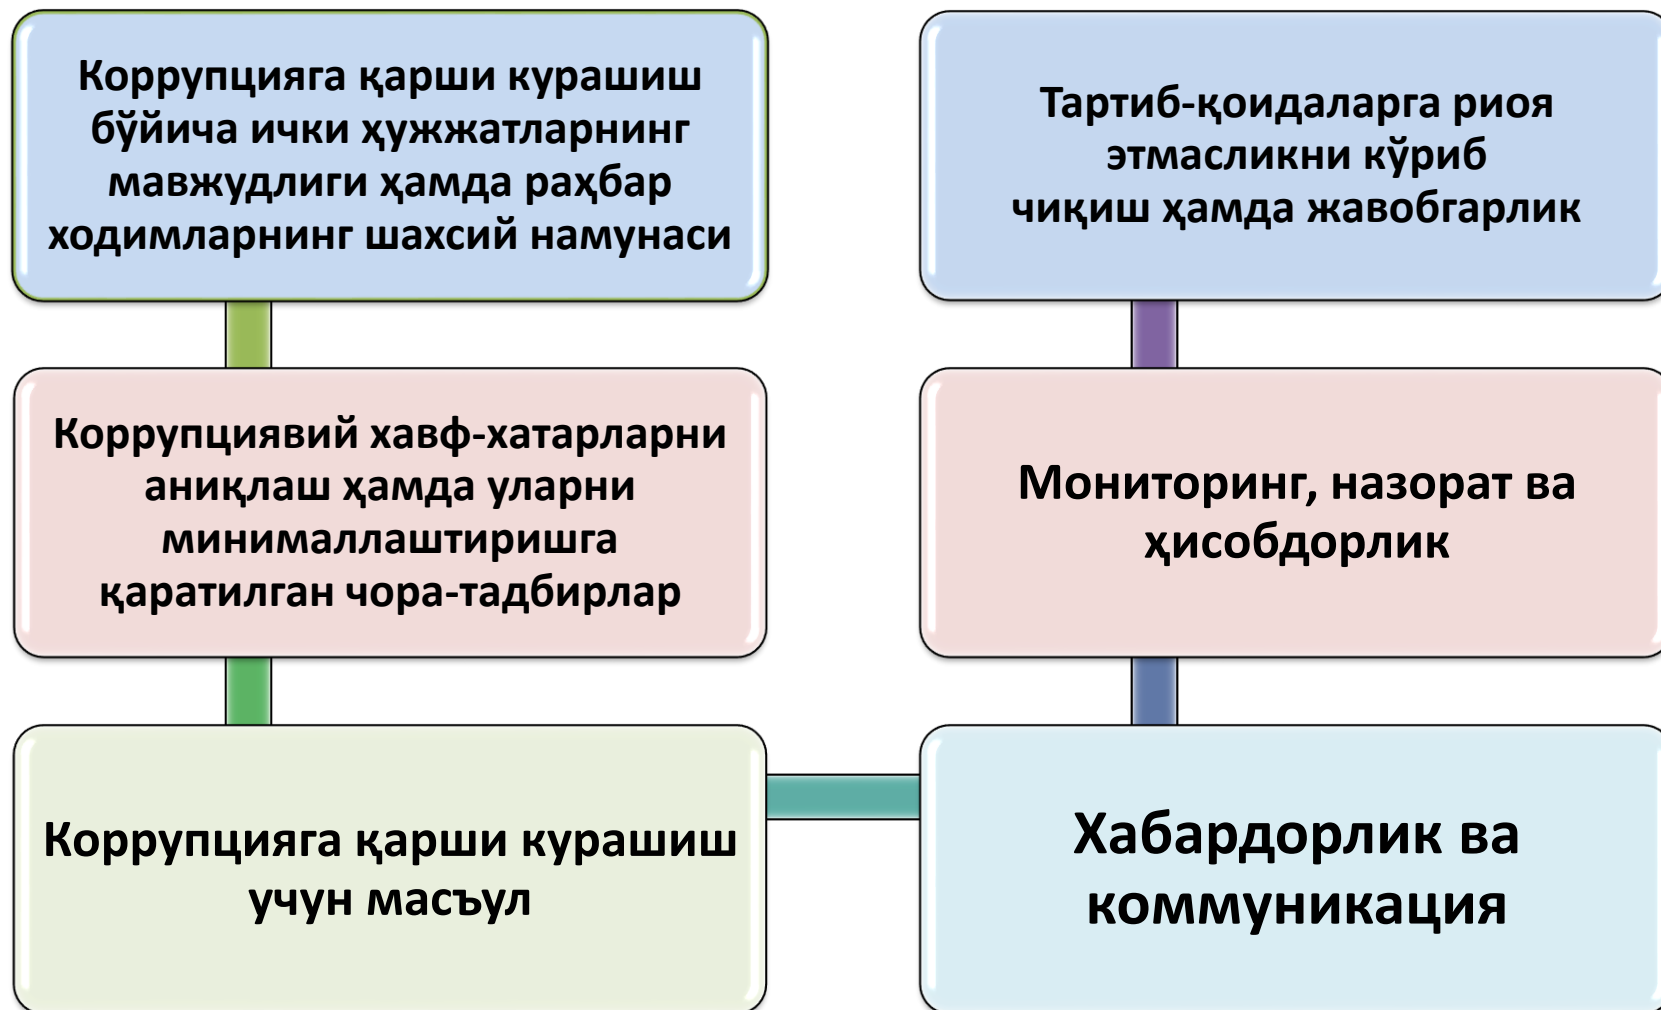 Коррупцияга қарши курашиш
бўйича ички ҳужжатларнинг
мавжудлиги ҳамда раҳбар
ходимларнинг шахсий намунаси
Коррупциявий хавф-хатарларни
аниқлаш ҳамда уларни
минималлаштиришга
қаратилган чора-тадбирлар
Коррупцияга қарши курашиш
учун масъул
Хабардорлик ва
коммуникация
Мониторинг, назорат ва
ҳисобдорлик
Тартиб-қоидаларга риоя
этмасликни кўриб
чиқиш ҳамда жавобгарлик